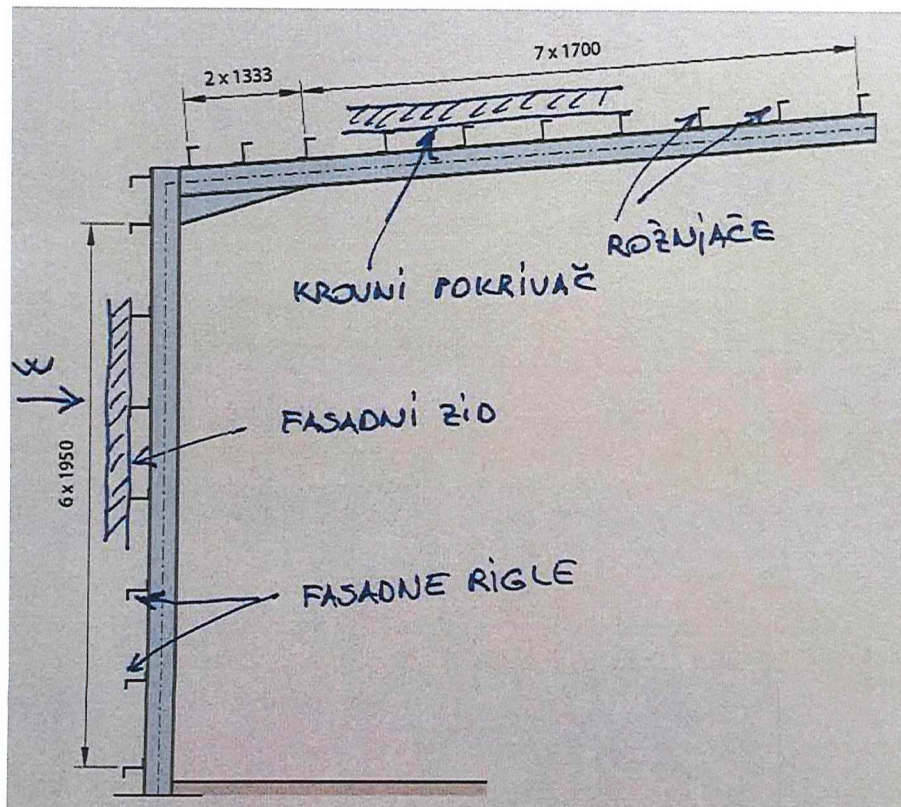 2 x 1333
7 x 1700
ROŽNJAČE
KROVNI POKRIVAČ
W
FASADNI ZID
6 x 1950
FASADNE RIGLE